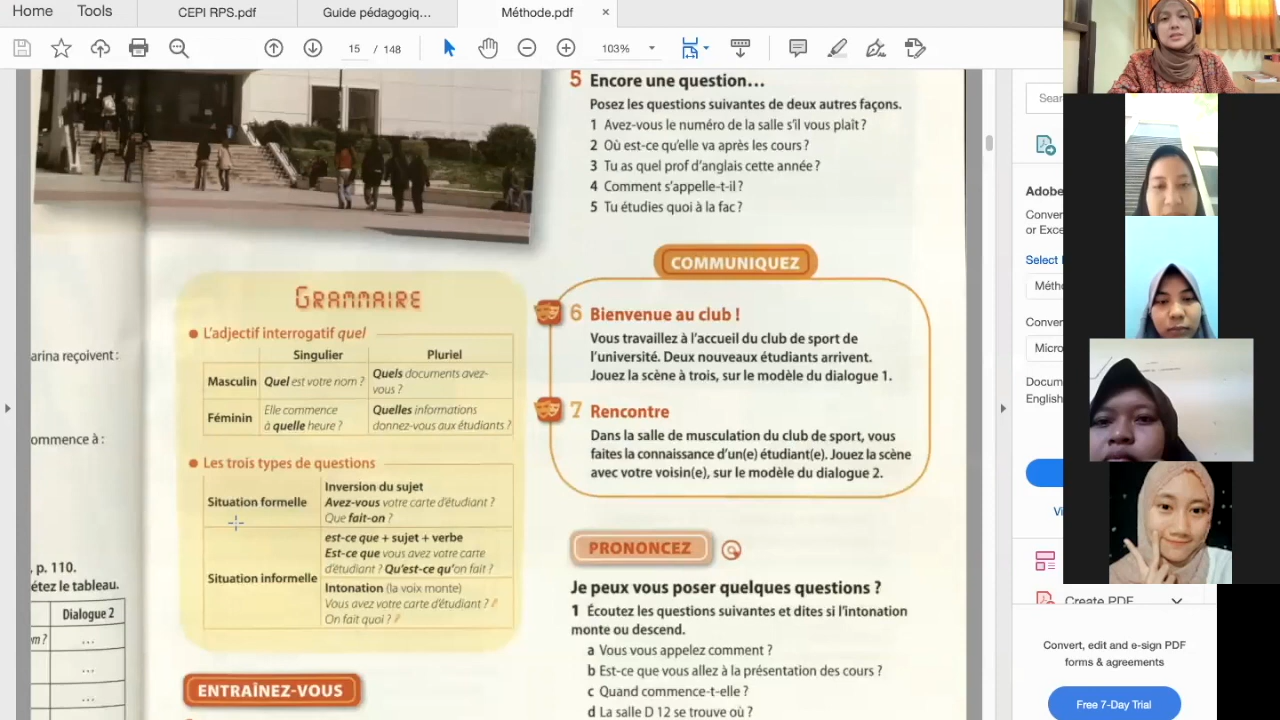 Home Tools CEPI RPS.pdf Guide pédagogiq... Méthode.pdf ×
15 / 148 103%
5 Encore une question...
Posez les questions suivantes de deux autres façons.
1 Avez-vous le numéro de la salle s'il vous plaît ?
2 Où est-ce qu'elle va après les cours ?
3 Tu as quel prof d'anglais cette année ?
4 Comment s'appelle-t-il ?
5 Tu étudies quoi à la fac ?
COMMUNIQUEZ
6 Bienvenue au club !
Vous travaillez à l'accueil du club de sport de
l'université. Deux nouveaux étudiants arrivent.
Jouez la scène à trois, sur le modèle du dialogue 1.
7 Rencontre
Dans la salle de musculation du club de sport, vous
faites la connaissance d'un(e) étudiant(e). Jouez la scène
avec votre voisin(e), sur le modèle du dialogue 2.
PRONONCEZ
Je peux vous poser quelques questions ?
1 Écoutez les questions suivantes et dites si l'intonation
monte ou descend.
a Vous vous appelez comment ?
b Est-ce que vous allez à la présentation des cours ?
c Quand commence-t-elle ?
d La salle D 12 se trouve où ?
GRAMMAIRE
L'adjectif interrogatif quel
Singulier Pluriel
Masculin Quel est votre nom ? Quels documents avez-
vous ?
Féminin Elle commence
à quelle heure ? Quelles informations
donnez-vous aux étudiants ?
Les trois types de questions
Situation formelle Inversion du sujet
Avez-vous votre carte d'étudiant ?
Que fait-on ?
Situation informelle est-ce que + sujet + verbe
Est-ce que vous avez votre carte
d'étudiant ? Qu'est-ce qu'on fait ?
Intonation (la voix monte)
Vous avez votre carte d'étudiant ?
On fait quoi ?
ENTRAÎNEZ-VOUS
arina reçoivent :
ommence à :
, p. 110.
étez le tableau.
Dialogue 2
om ? ...
...
...
Sear
Adobe
Conver
or Exce
Select
Métho
Conver
Micro
Docum
English
Create PDF
Convert, edit and e-sign PDF
forms & agreements
Free 7-Day Trial